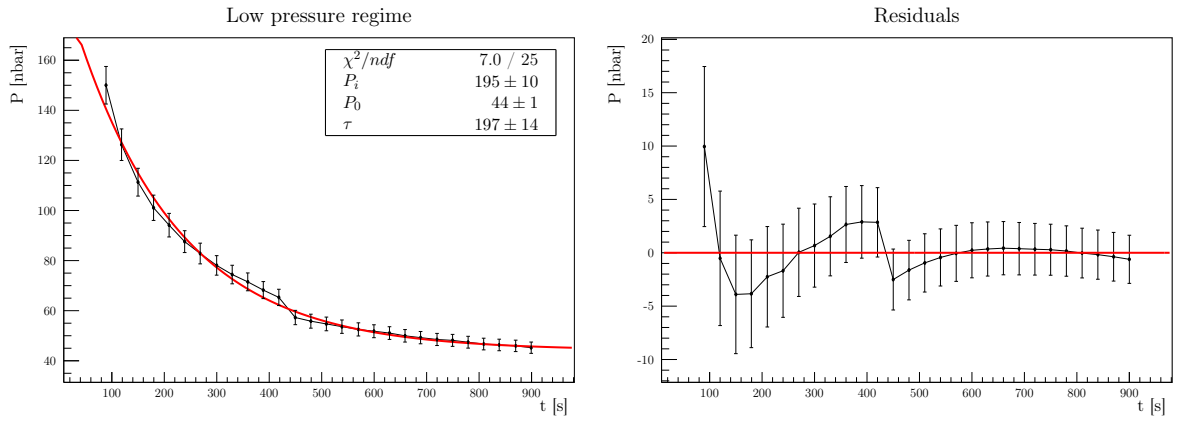 Low pressure regime
P [nbar]
160
140
120
100
80
60
40
χ²/ndf 7.0 / 25
P_i 195 ± 10
P_0 44 ± 1
τ 197 ± 14
100 200 300 400 500 600 700 800 900
t [s]
Residuals
P [nbar]
20
15
10
5
0
-5
-10
100 200 300 400 500 600 700 800 900
t [s]